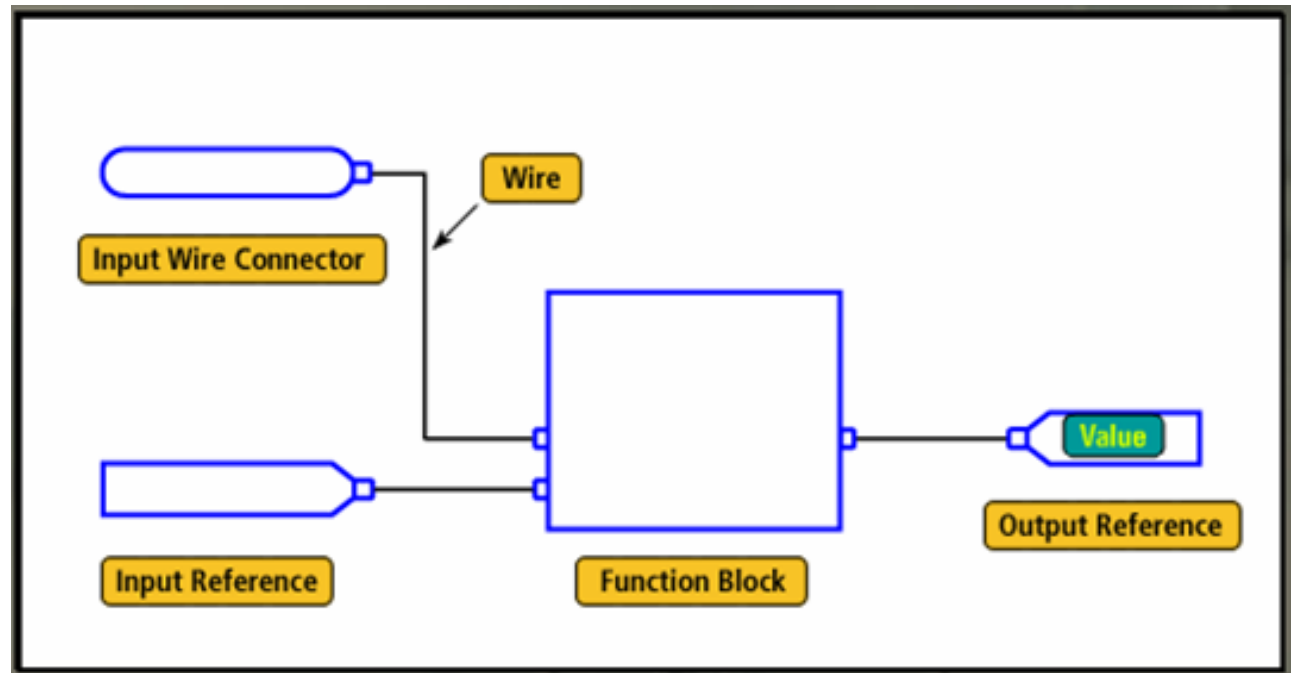 Wire
Input Wire Connector
Value
Output Reference
Input Reference
Function Block